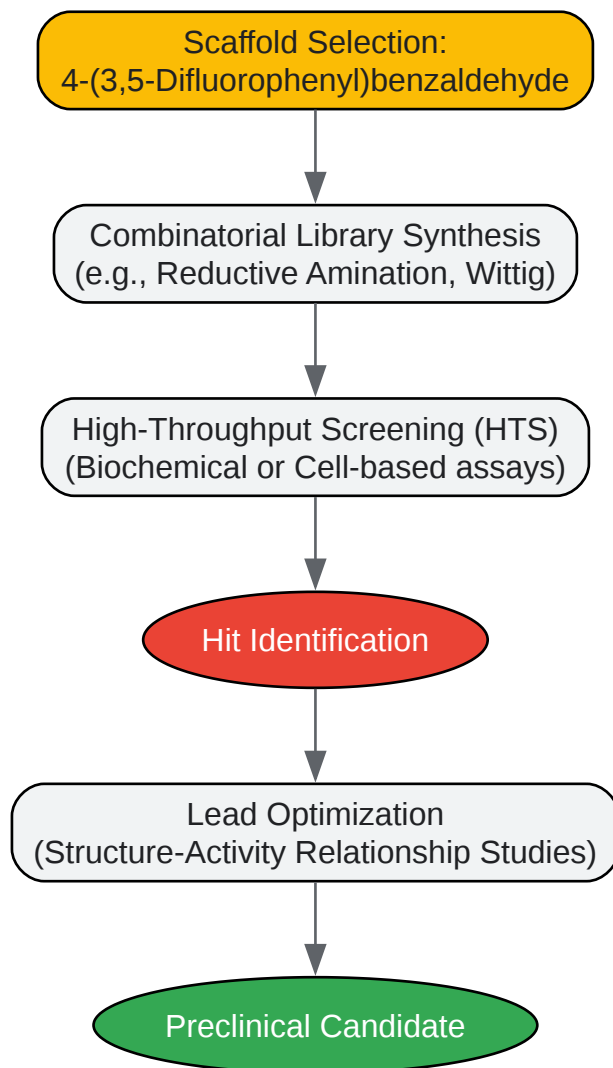 Scaffold Selection:
4-(3,5-Difluorophenyl)benzaldehyde
Combinatorial Library Synthesis
(e.g., Reductive Amination, Wittig)
High-Throughput Screening (HTS)
(Biochemical or Cell-based assays)
Hit Identification
Lead Optimization
(Structure-Activity Relationship Studies)
Preclinical Candidate